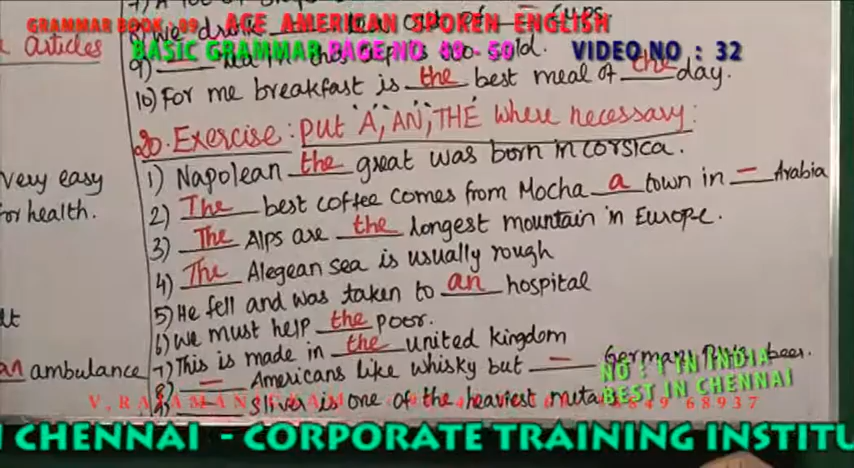 GRAMMAR BOOK : 09 ACE AMERICAN SPOKEN ENGLISH
Articles
BASIC GRAMMAR PAGE NO 49 - 50 VIDEO NO : 32
10) For me breakfast is the best meal of the day.
20. Exercise: put 'A', 'AN', 'THE' where necessary:
1) Napolean the great was born in corsica.
very easy
for health.
2) The best coffee comes from Mocha a town in – Arabia
3) The Alps are the longest mountain in Europe.
4) The Alegean sea is usually rough
5) He fell and was taken to an hospital
6) We must help the poor.
7) This is made in the united kingdom
an ambulance
8) – Americans like whisky but – Germans beer.
NO : 1 IN INDIA
BEST IN CHENNAI
sliver is one of the heaviest
68937
CHENNAI - CORPORATE TRAINING INSTITU